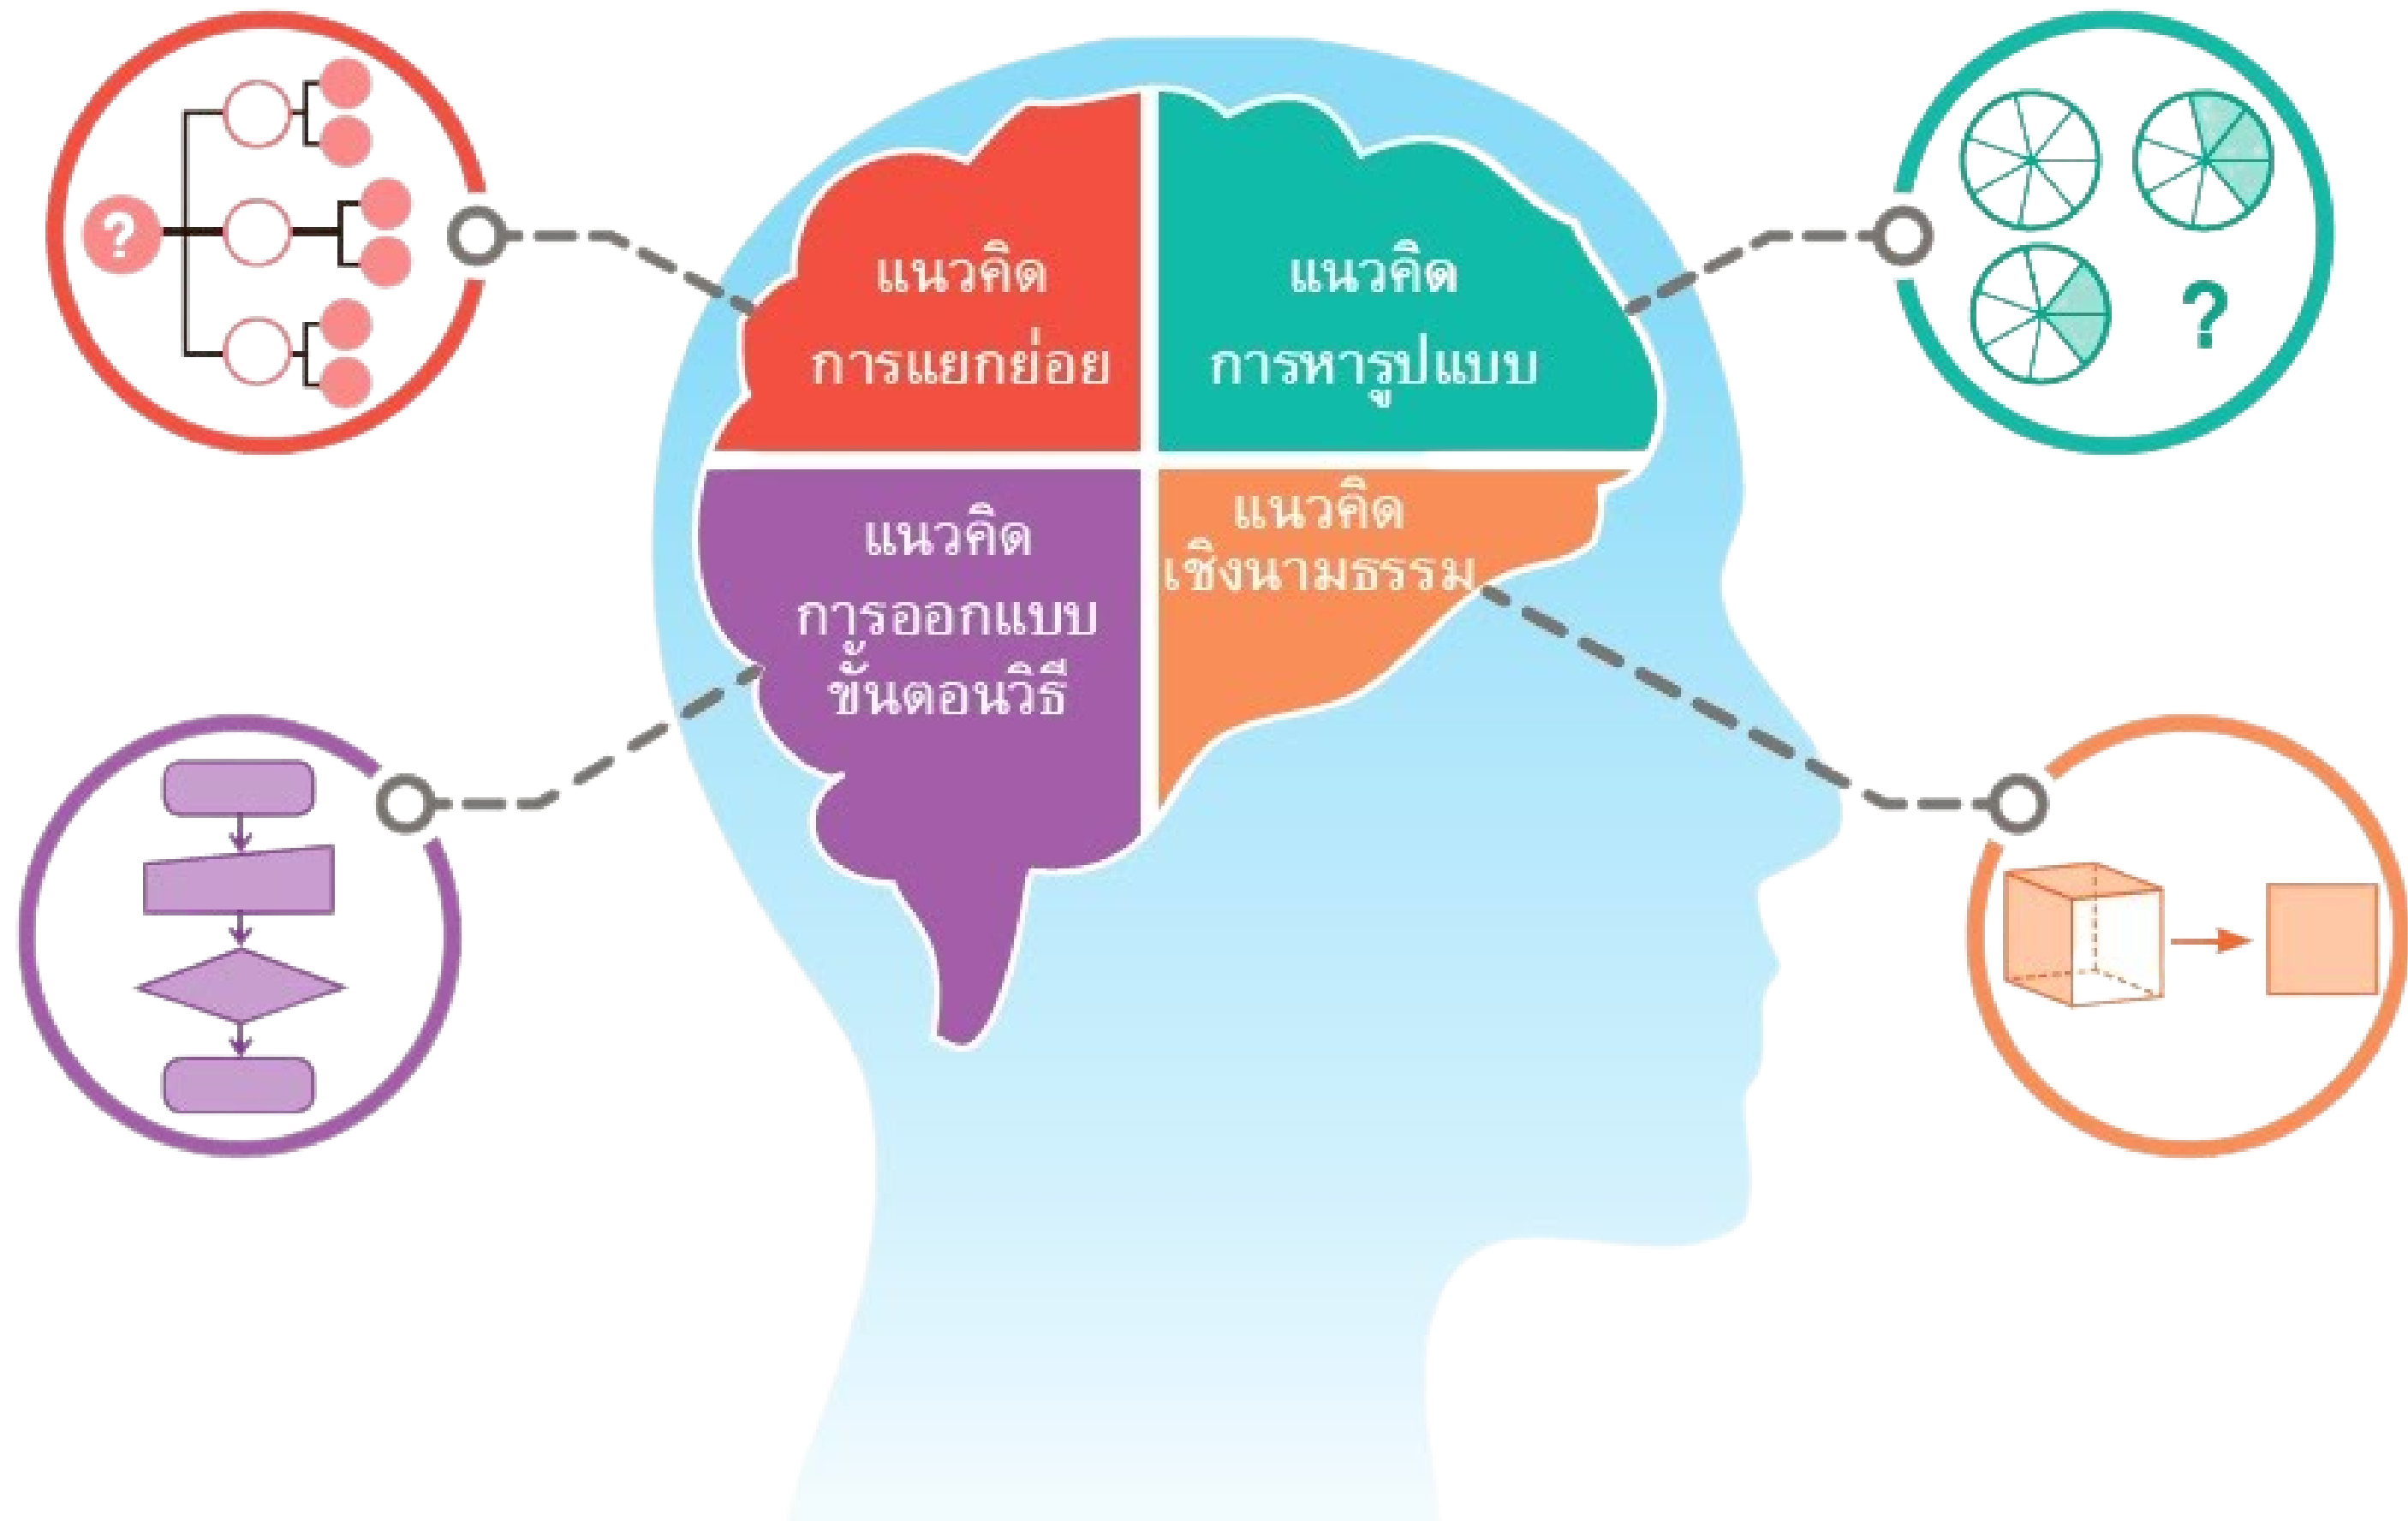 ?
แนวคิด
การแยกย่อย
แนวคิด
การหารูปแบบ
?
แนวคิด
การออกแบบ
ขั้นตอนวิธี
แนวคิด
เชิงนามธรรม